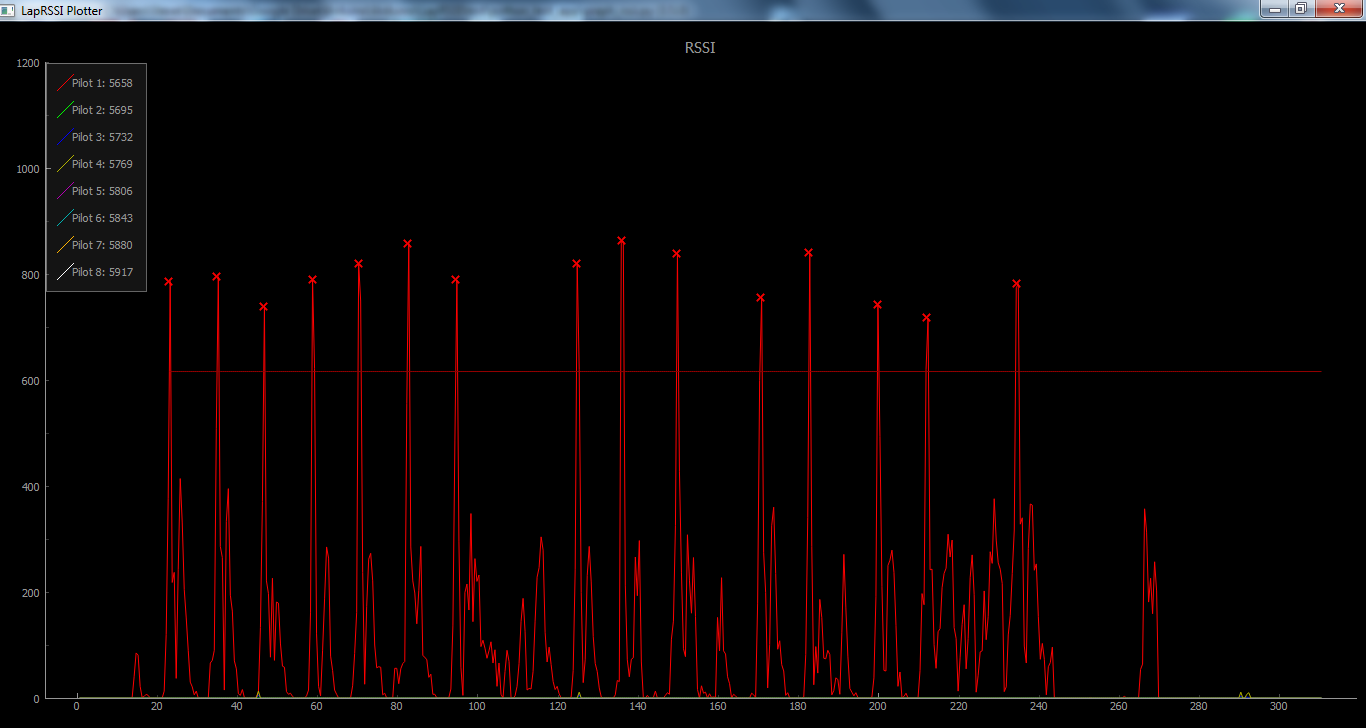 LapRSSI Plotter
RSSI
1200
1000
800
600
400
200
0
Pilot 1: 5658
Pilot 2: 5695
Pilot 3: 5732
Pilot 4: 5769
Pilot 5: 5806
Pilot 6: 5843
Pilot 7: 5880
Pilot 8: 5917
0 20 40 60 80 100 120 140 160 180 200 220 240 260 280 300